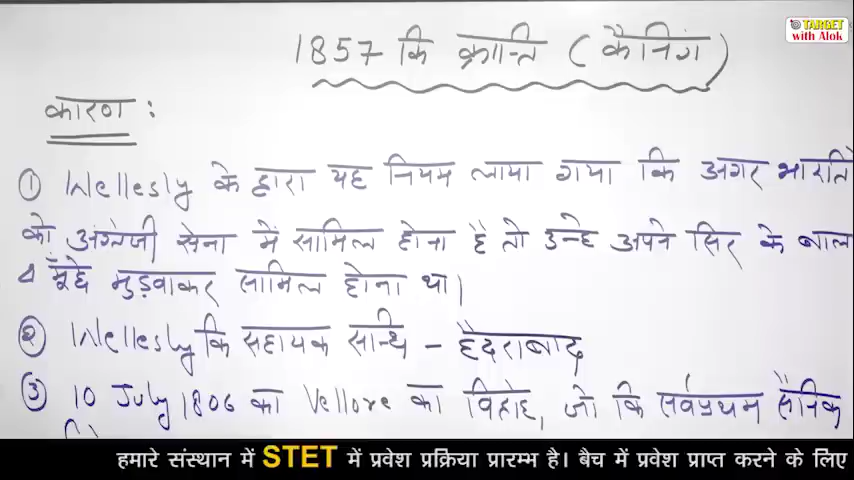 TARGET
with Alok
1857 कि क्रान्ति (कैनिंग)
कारण :
① Wellesly के द्वारा यह नियम लाया गया कि अगर भारति
को अंग्रेजी सेना में सामिल होना है तो उन्हे अपने सिर के बाल
मूँछे मुड़वाकर सामिल होना था।
② Wellesly कि सहायक सन्धि - हैदराबाद
③ 10 July 1806 का Vellore का विद्रोह, जो कि सर्वप्रथम सैनिक
हमारे संस्थान में STET में प्रवेश प्रक्रिया प्रारम्भ है। बैच में प्रवेश प्राप्त करने के लिए